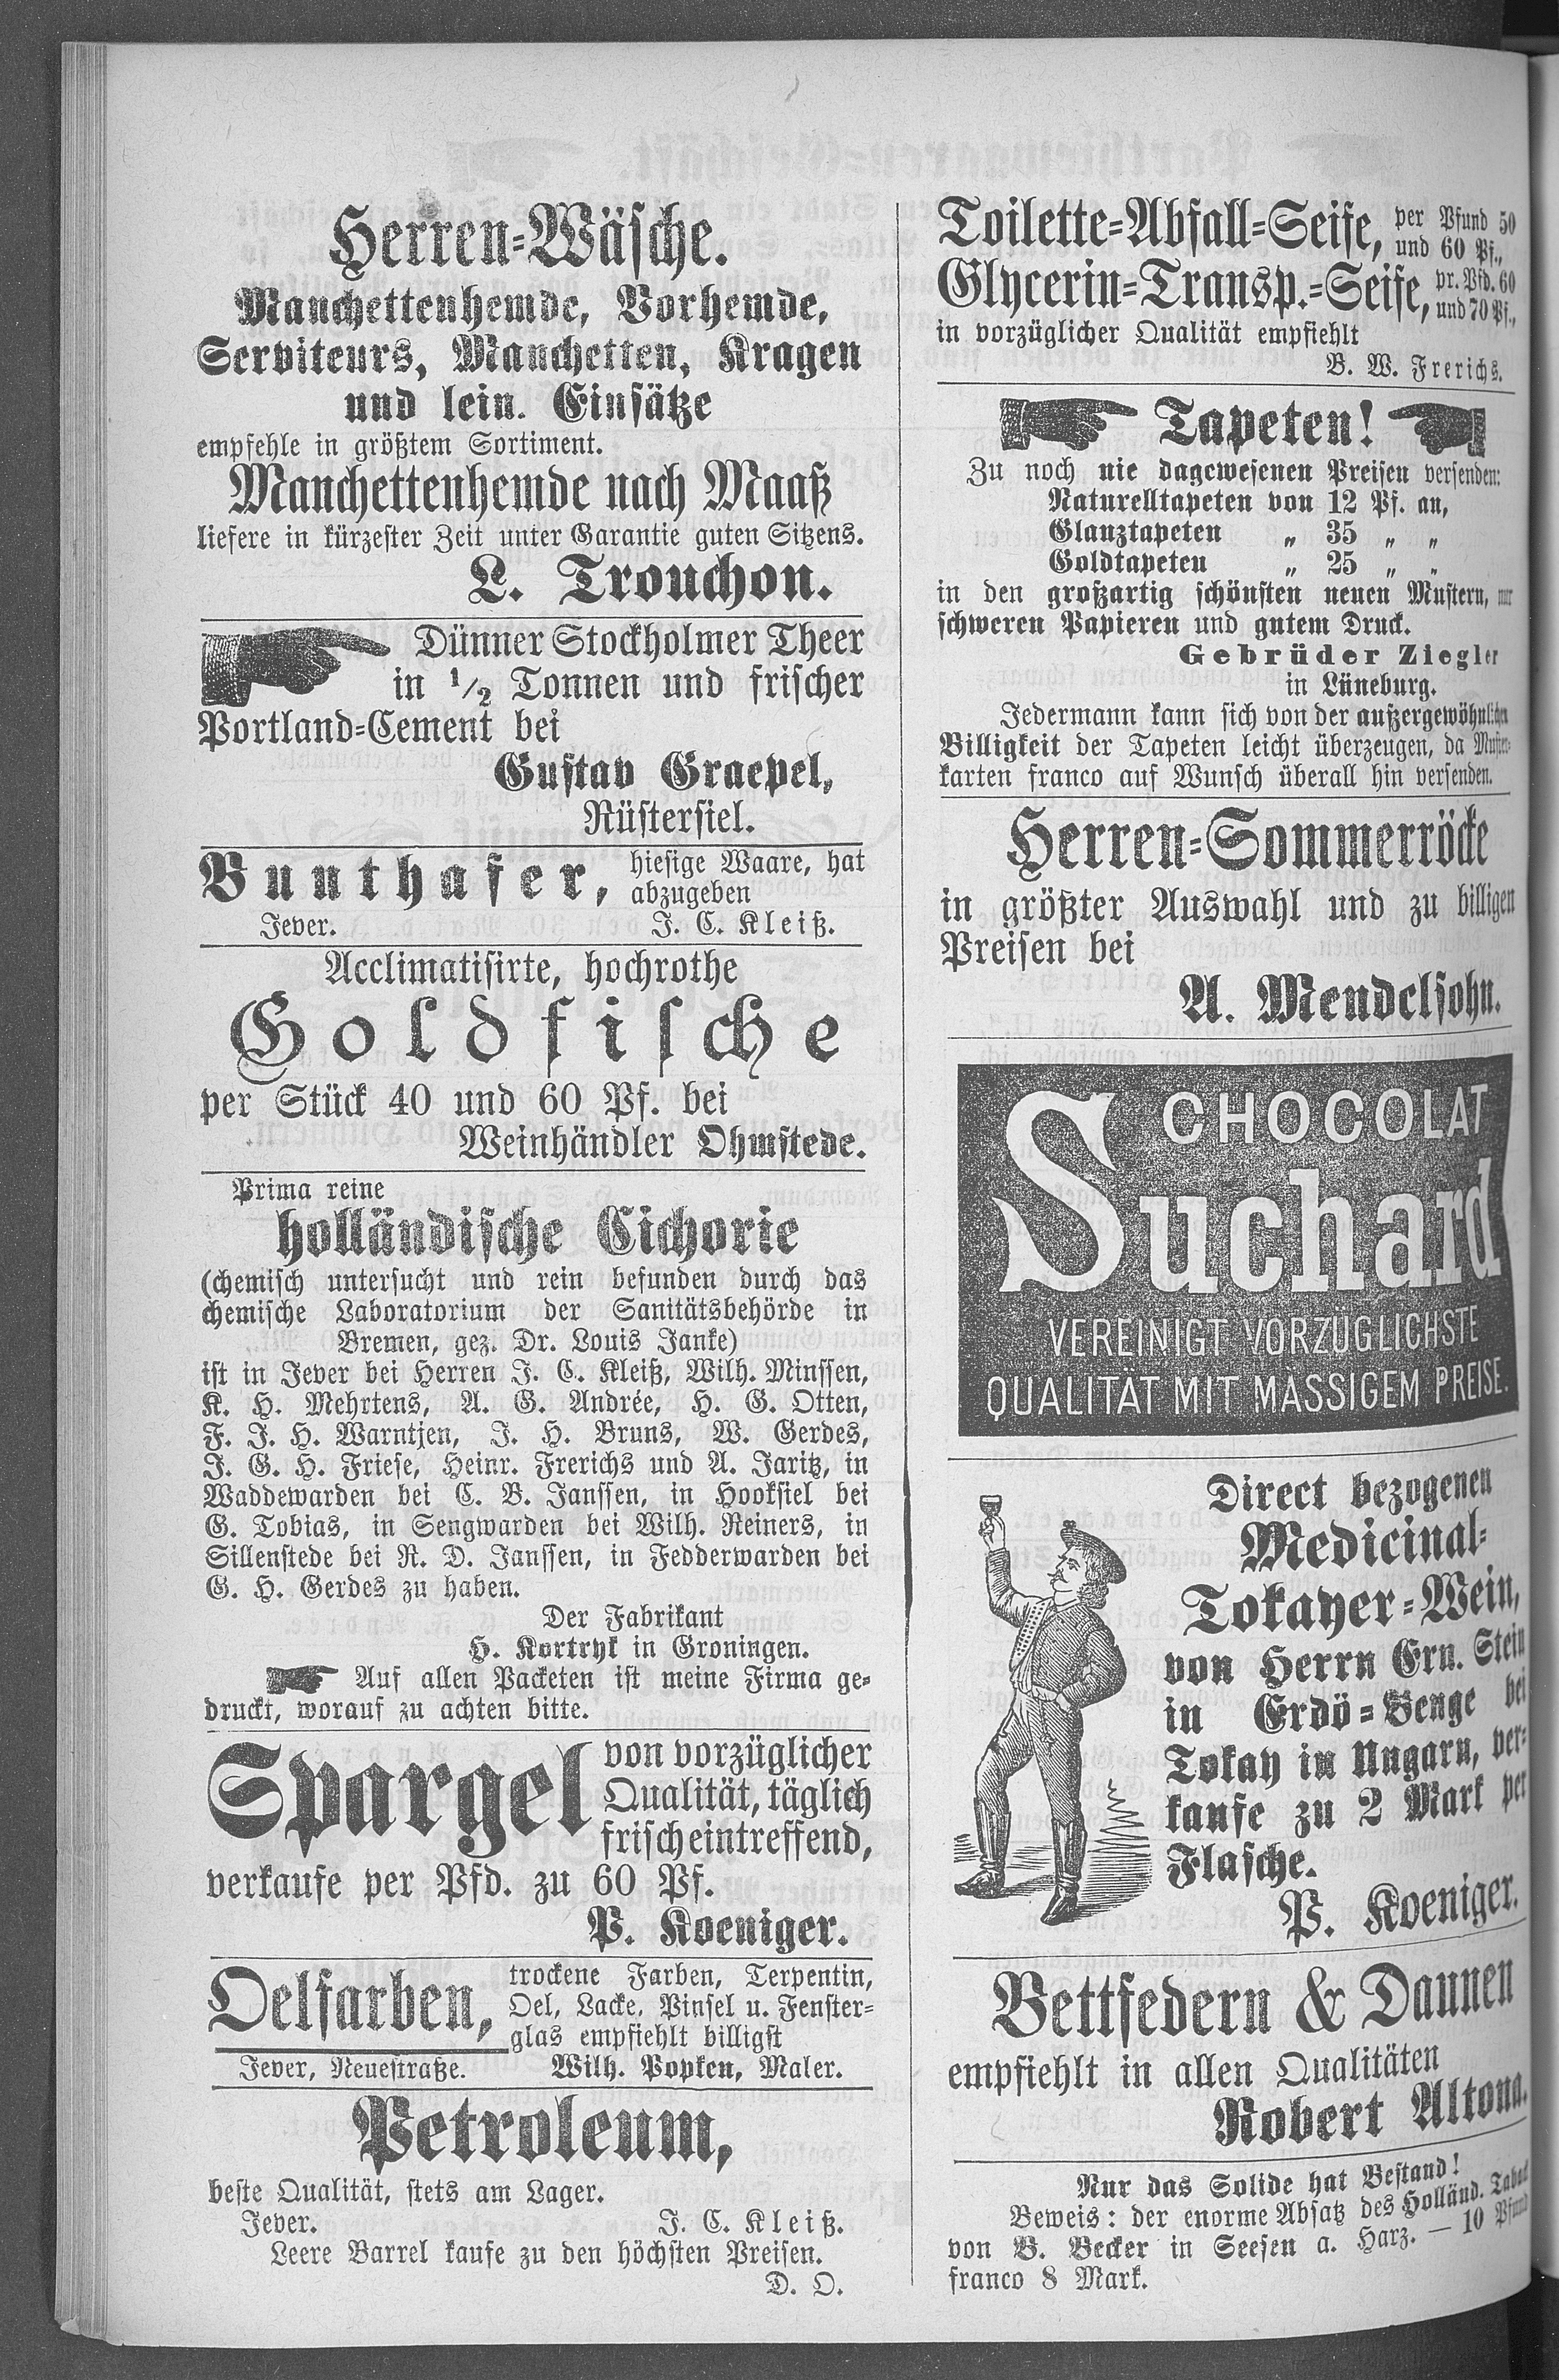 Herren-Wäsche.
Manchettenhemde, Vorhemde,
Serviteurs, Manchetten, Kragen
und lein. Einsätze
empfehle in größtem Sortiment.
Manchettenhemde nach Maaß
liefere in kürzester Zeit unter Garantie guten Sitzens.
L. Trouchon.
Dünner Stockholmer Theer
in ½ Tonnen und frischer
Portland-Cement bei
Gustav Graepel,
Rüstersiel.
Bunthafer, hiesige Waare, hat
abzugeben
Jever. J. C. Kleiß.
Acclimatisirte, hochrothe
Goldfische
per Stück 40 und 60 Pf. bei
Weinhändler Ohmstede.
Prima reine
holländische Cichorie
(chemisch untersucht und rein befunden durch das
chemische Laboratorium der Sanitätsbehörde in
Bremen, gez. Dr. Louis Janke)
ist in Jever bei Herren J. C. Kleiß, Wilh. Minssen,
K. H. Mehrtens, A. G. Andrée, H. G. Otten,
F. J. H. Warntjen, J. H. Bruns, W. Gerdes,
J. G. H. Friese, Heinr. Frerichs und A. Jaritz, in
Waddewarden bei C. B. Janssen, in Hooksiel bei
G. Tobias, in Sengwarden bei Wilh. Reiners, in
Sillenstede bei R. D. Janssen, in Fedderwarden bei
G. H. Gerdes zu haben.
Der Fabrikant
H. Kortryk in Groningen.
Auf allen Packeten ist meine Firma ge-
druckt, worauf zu achten bitte.
Spargel von vorzüglicher
Qualität, täglich
frisch eintreffend,
verkaufe per Pfd. zu 60 Pf.
P. Koeniger.
Oelfarben, trockene Farben, Terpentin,
Oel, Lacke, Pinsel u. Fenster-
glas empfiehlt billigst
Jever, Neuestraße. Wilh. Popken, Maler.
Petroleum,
beste Qualität, stets am Lager.
Jever. J. C. Kleiß.
Leere Barrel kaufe zu den höchsten Preisen.
D. O.
Toilette-Abfall-Seife, per Pfund 50
und 60 Pf.,
Glycerin-Transp.-Seife, pr. Pfd. 60
und 70 Pf.,
in vorzüglicher Qualität empfiehlt
B. W. Frerichs.
Tapeten!
Zu noch nie dagewesenen Preisen versenden:
Naturelltapeten von 12 Pf. an,
Glanztapeten „ 35 „ „
Goldtapeten „ 25 „ „
in den großartig schönsten neuen Mustern, nur
schweren Papieren und gutem Druck.
Gebrüder Ziegler
in Lüneburg.
Jedermann kann sich von der außergewöhnlichen
Billigkeit der Tapeten leicht überzeugen, da Muster-
karten franco auf Wunsch überall hin versenden.
Herren-Sommerröcke
in größter Auswahl und zu billigen
Preisen bei
A. Mendelsohn.
CHOCOLAT
Suchard
VEREINIGT VORZÜGLICHSTE
QUALITÄT MIT MÄSSIGEM PREISE.
Direct bezogenen
Medicinal-
Tokayer-Wein,
von Herrn Ern. Stein
in Erdö-Benge bei
Tokay in Ungarn, ver-
kaufe zu 2 Mark per
Flasche.
P. Koeniger.
Bettfedern & Daunen
empfiehlt in allen Qualitäten
Robert Altona.
Nur das Solide hat Bestand!
Beweis: der enorme Absatz des Holländ. Tabak
von B. Becker in Seesen a. Harz. — 10 Pfund
franco 8 Mark.